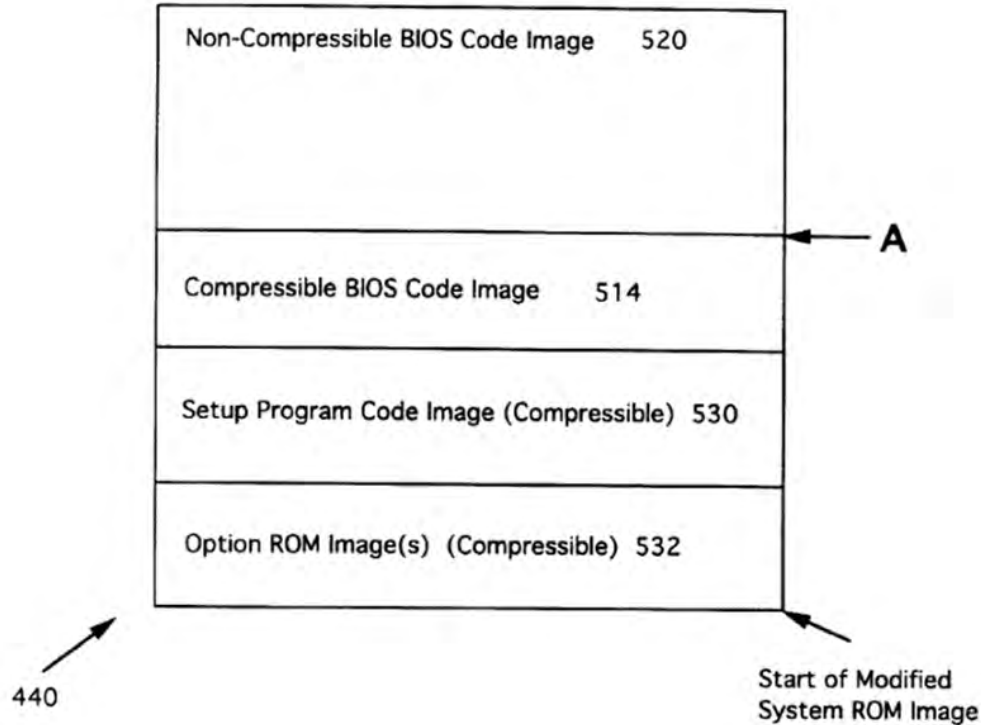 Non-Compressible BIOS Code Image 520
A
Compressible BIOS Code Image 514
Setup Program Code Image (Compressible) 530
Option ROM Image(s) (Compressible) 532
440
Start of Modified
System ROM Image